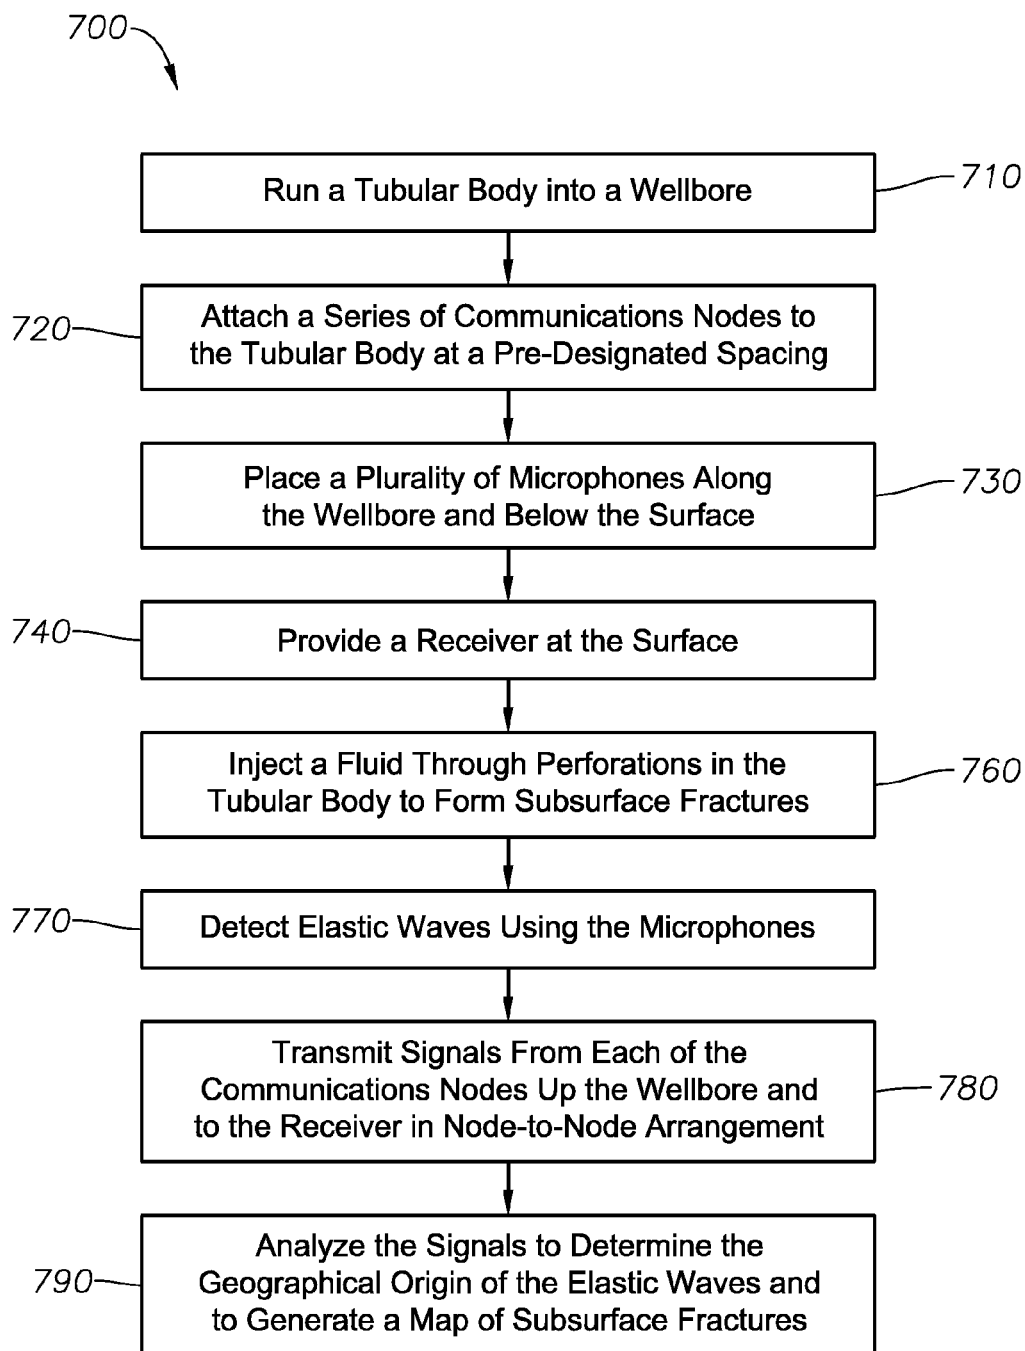 700
Run a Tubular Body into a Wellbore
710
720
Attach a Series of Communications Nodes to
the Tubular Body at a Pre-Designated Spacing
Place a Plurality of Microphones Along
the Wellbore and Below the Surface
730
740
Provide a Receiver at the Surface
Inject a Fluid Through Perforations in the
Tubular Body to Form Subsurface Fractures
760
770
Detect Elastic Waves Using the Microphones
Transmit Signals From Each of the
Communications Nodes Up the Wellbore and
to the Receiver in Node-to-Node Arrangement
780
790
Analyze the Signals to Determine the
Geographical Origin of the Elastic Waves and
to Generate a Map of Subsurface Fractures